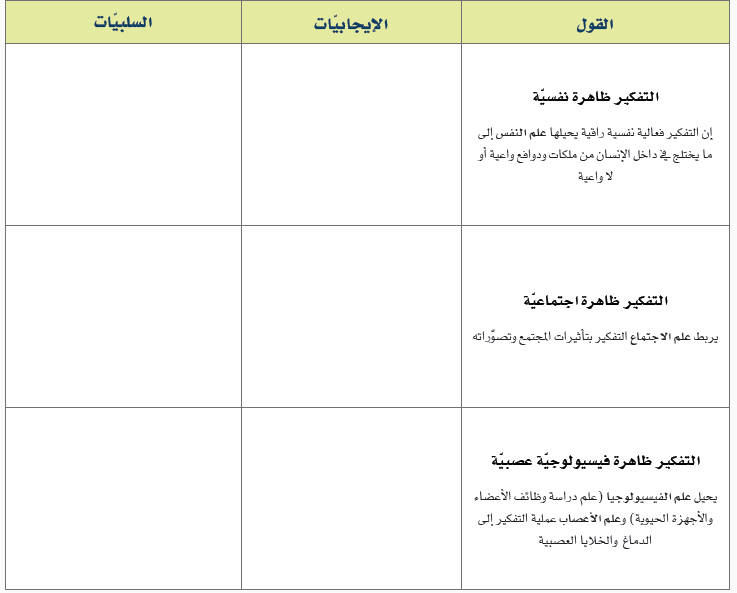 القول
الإيجابيّات
السلبيّات
التفكير ظاهرة نفسيّة
إن التفكير فعالية نفسية راقية يحيلها علم النفس إلى
ما يختلج في داخل الإنسان من ملكات ودوافع واعية أو
لا واعية
التفكير ظاهرة اجتماعيّة
يربط علم الاجتماع التفكير بتأثيرات المجتمع وتصوّراته
التفكير ظاهرة فيسيولوجيّة عصبيّة
يحيل علم الفيسيولوجيا (علم دراسة وظائف الأعضاء
والأجهزة الحيوية) وعلم الأعصاب عملية التفكير إلى
الدماغ والخلايا العصبية